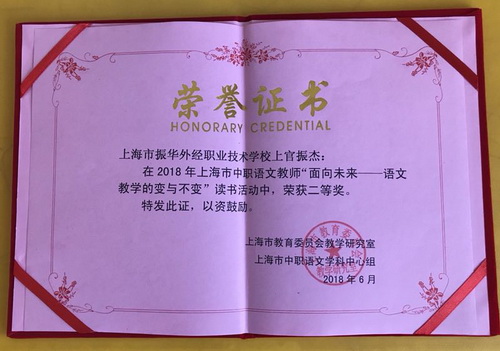 荣誉证书
HONORARY CREDENTIAL
上海市振华外经职业技术学校上官振杰：
在2018年上海市中职语文教师“面向未来——语文
教学的变与不变”读书活动中，荣获二等奖。
特发此证，以资鼓励。
上海市教育委员会教学研究室
上海市中职语文学科中心组
2018年6月